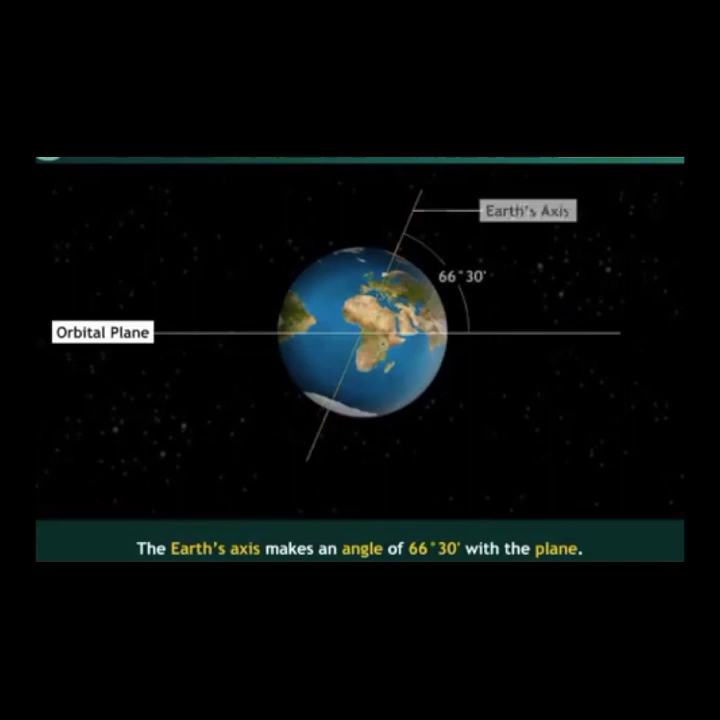 Earth's Axis
66°30'
Orbital Plane
The Earth's axis makes an angle of 66°30' with the plane.